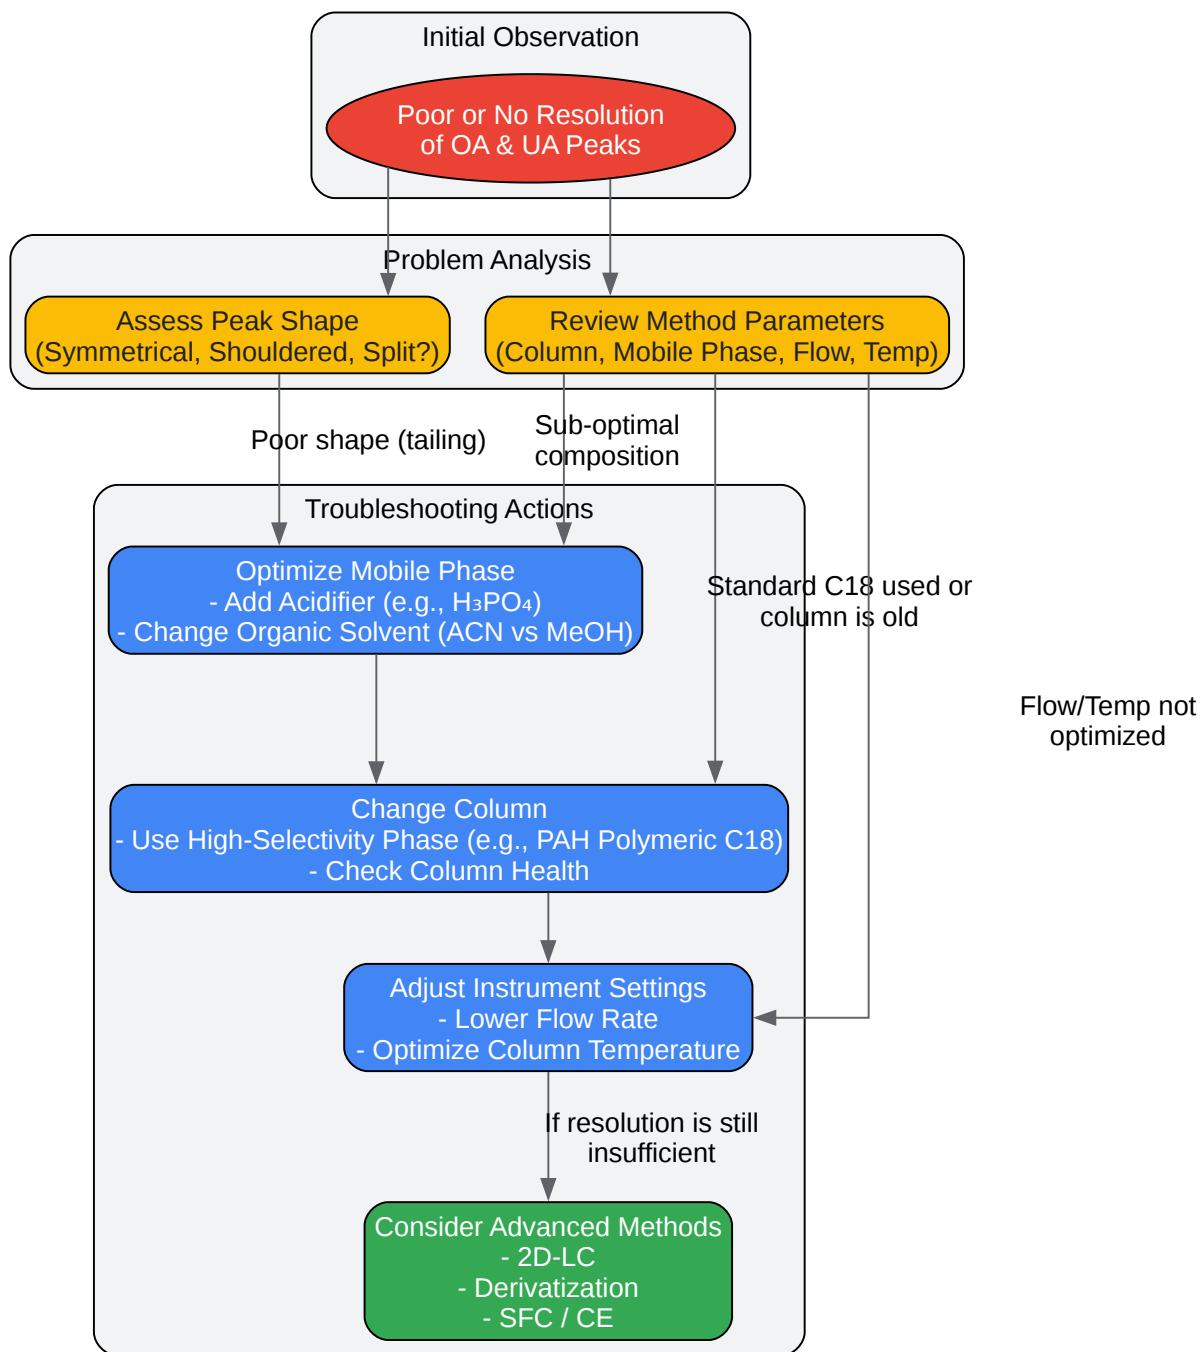 Initial Observation
Poor or No Resolution
of OA & UA Peaks
Problem Analysis
Assess Peak Shape
(Symmetrical, Shouldered, Split?)
Review Method Parameters
(Column, Mobile Phase, Flow, Temp)
Poor shape (tailing)
Sub-optimal
composition
Troubleshooting Actions
Optimize Mobile Phase
- Add Acidifier (e.g., H₃PO₄)
- Change Organic Solvent (ACN vs MeOH)
Standard C18 used or
column is old
Flow/Temp not
optimized
Change Column
- Use High-Selectivity Phase (e.g., PAH Polymeric C18)
- Check Column Health
Adjust Instrument Settings
- Lower Flow Rate
- Optimize Column Temperature
If resolution is still
insufficient
Consider Advanced Methods
- 2D-LC
- Derivatization
- SFC / CE